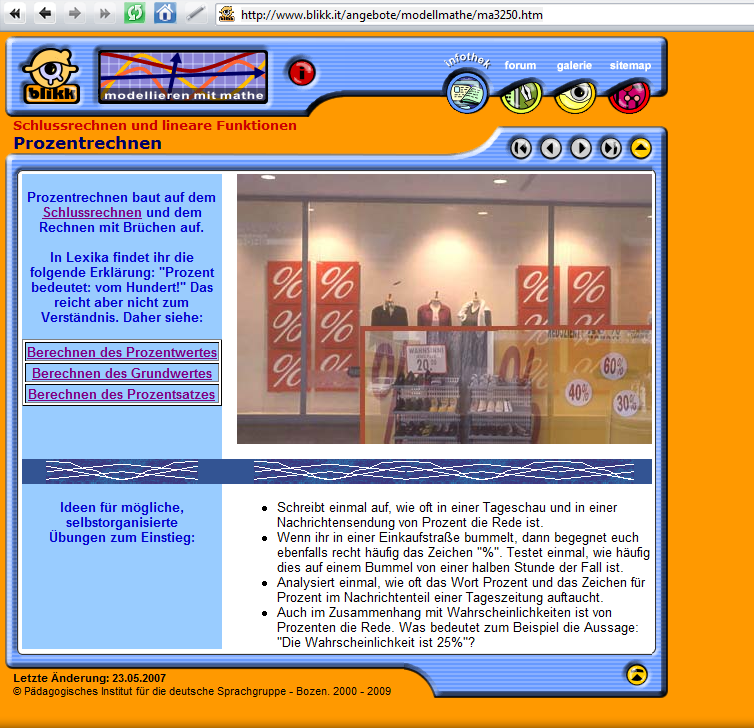 http://www.blikk.it/angebote/modellmathe/ma3250.htm
blikk
modellieren mit mathe
i
infothek
forum
galerie
sitemap
Schlussrechnen und lineare Funktionen
Prozentrechnen
Prozentrechnen baut auf dem
Schlussrechnen und dem
Rechnen mit Brüchen auf.
In Lexika findet ihr die
folgende Erklärung: "Prozent
bedeutet: vom Hundert!" Das
reicht aber nicht zum
Verständnis. Daher siehe:
Berechnen des Prozentwertes
Berechnen des Grundwertes
Berechnen des Prozentsatzes
% % % %
% %
% %
%
WAHNSINN!
20.-
60%
40%
30%
Ideen für mögliche,
selbstorganisierte
Übungen zum Einstieg:
Schreibt einmal auf, wie oft in einer Tageschau und in einer
Nachrichtensendung von Prozent die Rede ist.
Wenn ihr in einer Einkaufstraße bummelt, dann begegnet euch
ebenfalls recht häufig das Zeichen "%". Testet einmal, wie häufig
dies auf einem Bummel von einer halben Stunde der Fall ist.
Analysiert einmal, wie oft das Wort Prozent und das Zeichen für
Prozent im Nachrichtenteil einer Tageszeitung auftaucht.
Auch im Zusammenhang mit Wahrscheinlichkeiten ist von
Prozenten die Rede. Was bedeutet zum Beispiel die Aussage:
"Die Wahrscheinlichkeit ist 25%"?
Letzte Änderung: 23.05.2007
© Pädagogisches Institut für die deutsche Sprachgruppe - Bozen. 2000 - 2009